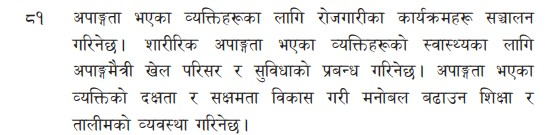 ८१ अपाङ्गता भएका व्यक्तिहरूका लागि रोजगारीका कार्यक्रमहरू सञ्चालन
गरिनेछ। शारीरिक अपाङ्गता भएका व्यक्तिहरूको स्वास्थ्यका लागि
अपाङ्गमैत्री खेल परिसर र सुविधाको प्रबन्ध गरिनेछ। अपाङ्गता भएका
व्यक्तिको दक्षता र सक्षमता विकास गरी मनोबल बढाउन शिक्षा र
तालीमको व्यवस्था गरिनेछ।